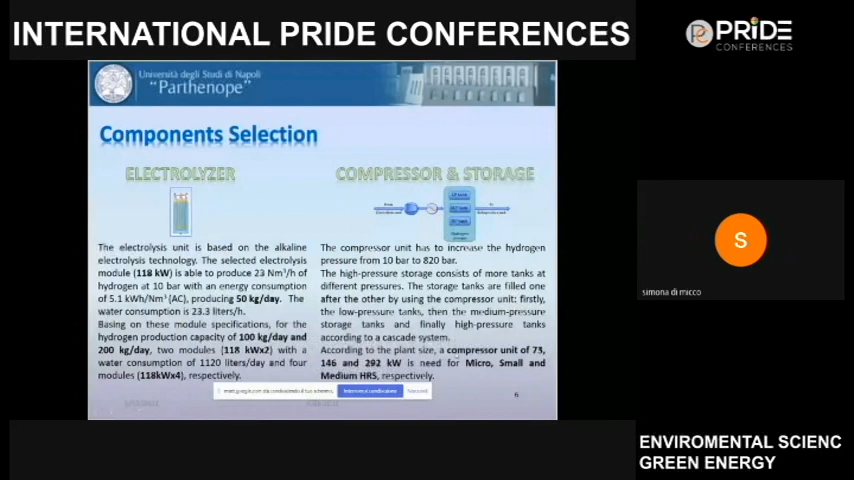 INTERNATIONAL PRIDE CONFERENCES
PRIDE
CONFERENCES
Università degli Studi di Napoli
"Parthenope"
Components Selection
ELECTROLYZER
The electrolysis unit is based on the alkaline
electrolysis technology. The selected electrolysis
module (118 kW) is able to produce 23 Nm³/h of
hydrogen at 10 bar with an energy consumption
of 5.1 kWh/Nm³ (AC), producing 50 kg/day. The
water consumption is 23.3 liters/h.
Basing on these module specifications, for the
hydrogen production capacity of 100 kg/day and
200 kg/day, two modules (118 kWx2) with a
water consumption of 1120 liters/day and four
modules (118kWx4), respectively.
COMPRESSOR & STORAGE
The compressor unit has to increase the hydrogen
pressure from 10 bar to 820 bar.
The high-pressure storage consists of more tanks at
different pressures. The storage tanks are filled one
after the other by using the compressor unit: firstly,
the low-pressure tanks, then the medium-pressure
storage tanks and finally high-pressure tanks
according to a cascade system.
According to the plant size, a compressor unit of 73,
146 and 292 kW is need for Micro, Small and
Medium HRS, respectively.
6
S
simona di micco
ENVIROMENTAL SCIENC
GREEN ENERGY